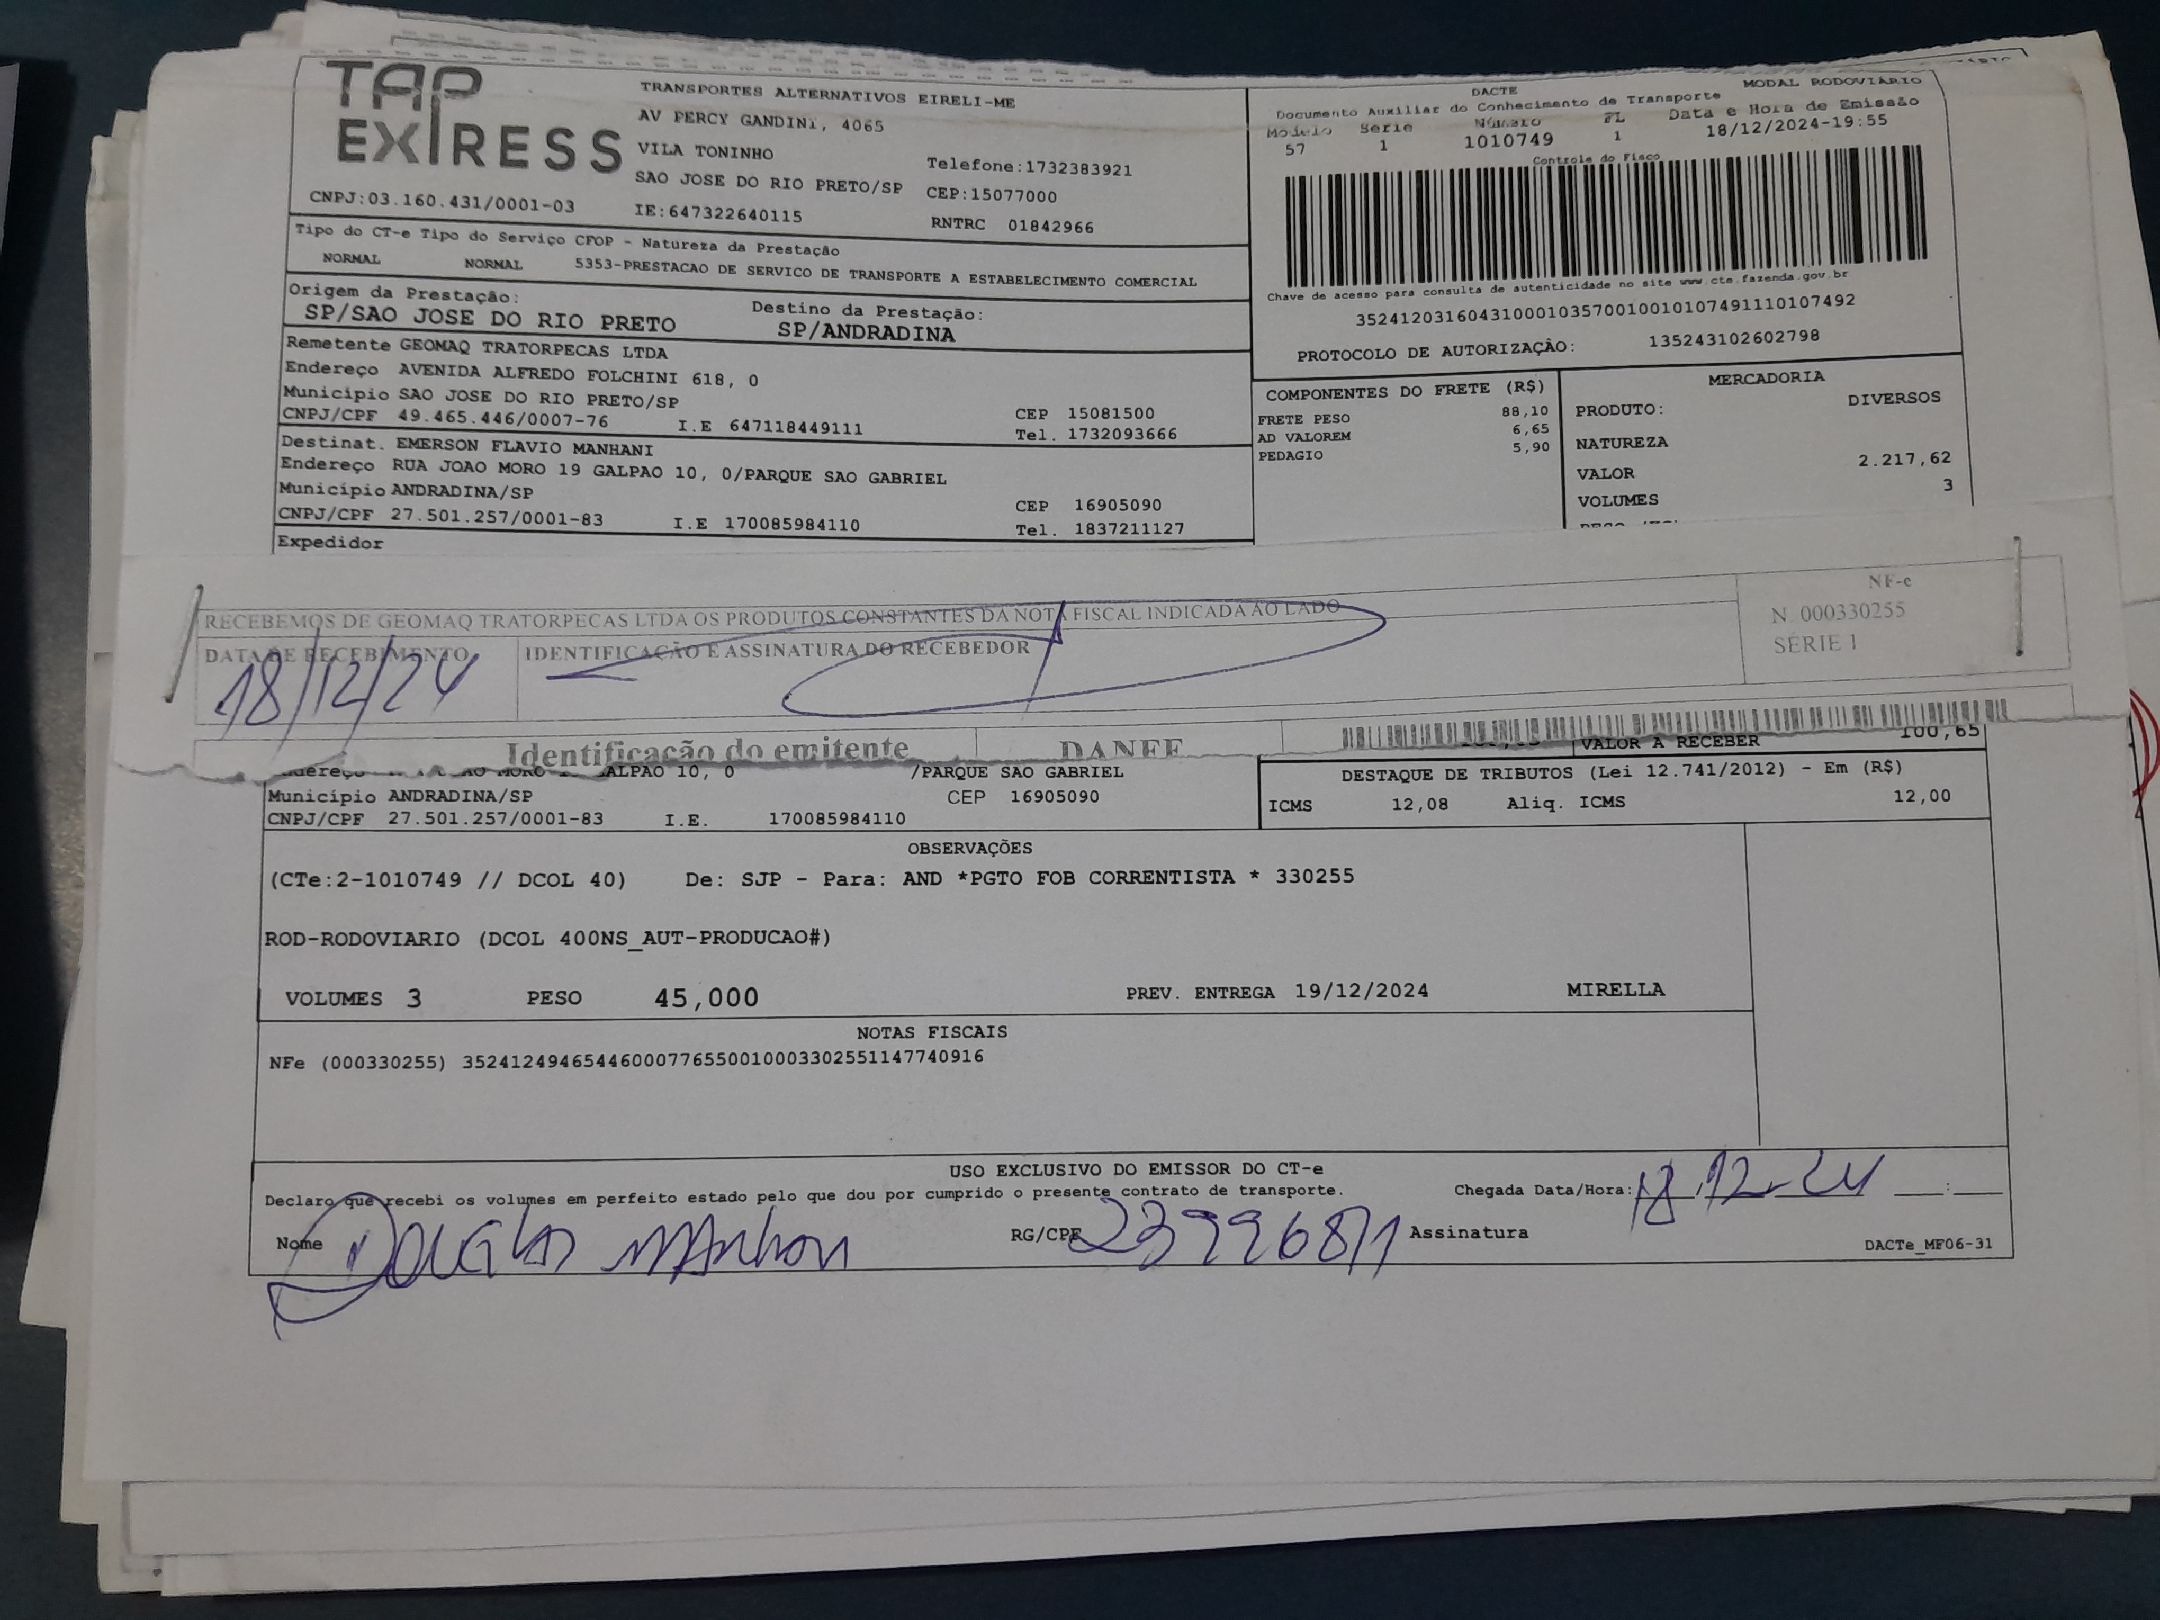 TAP EXPRESS
TRANSPORTES ALTERNATIVOS EIRELI-ME
AV PERCY GANDINI, 4065
VILA TONINHO
Telefone:1732383921
SAO JOSE DO RIO PRETO/SP CEP:15077000
CNPJ:03.160.431/0001-03 IE:647322640115 RNTRC 01842966
Tipo do CT-e Tipo do Serviço CFOP - Natureza da Prestação
NORMAL NORMAL 5353-PRESTACAO DE SERVICO DE TRANSPORTE A ESTABELECIMENTO COMERCIAL
Origem da Prestação: Destino da Prestação:
SP/SAO JOSE DO RIO PRETO SP/ANDRADINA
Remetente GEOMAQ TRATORPECAS LTDA
Endereço AVENIDA ALFREDO FOLCHINI 618, 0
Município SAO JOSE DO RIO PRETO/SP CEP 15081500
CNPJ/CPF 49.465.446/0007-76 I.E 647118449111 Tel. 1732093666
Destinat. EMERSON FLAVIO MANHANI
Endereço RUA JOAO MORO 19 GALPAO 10, 0/PARQUE SAO GABRIEL
Município ANDRADINA/SP CEP 16905090
CNPJ/CPF 27.501.257/0001-83 I.E 170085984110 Tel. 1837211127
Expedidor
DACTE MODAL RODOVIÁRIO
Documento Auxiliar do Conhecimento de Transporte
Modelo Serie Número FL Data e Hora de Emissão
57 1 1010749 1 18/12/2024-19:55
Controle do Fisco
Chave de acesso para consulta de autenticidade no site www.cte.fazenda.gov.br
35241203160431000103570010010107491110107492
PROTOCOLO DE AUTORIZAÇÃO: 135243102602798
COMPONENTES DO FRETE (R$)
FRETE PESO 88,10
AD VALOREM 6,65
PEDAGIO 5,90
MERCADORIA
PRODUTO: DIVERSOS
NATUREZA
VALOR 2.217,62
VOLUMES 3
RECEBEMOS DE GEOMAQ TRATORPECAS LTDA OS PRODUTOS CONSTANTES DA NOTA FISCAL INDICADA AO LADO
DATA DE RECEBIMENTO IDENTIFICAÇÃO E ASSINATURA DO RECEBEDOR
18/12/24
NF-e
N. 000330255
SÉRIE 1
Identificação do emitente DANFE
VALOR A RECEBER 100,65
GALPAO 10, 0 /PARQUE SAO GABRIEL
Município ANDRADINA/SP CEP 16905090
CNPJ/CPF 27.501.257/0001-83 I.E. 170085984110
DESTAQUE DE TRIBUTOS (Lei 12.741/2012) - Em (R$)
ICMS 12,08 Aliq. ICMS 12,00
OBSERVAÇÕES
(CTe:2-1010749 // DCOL 40) De: SJP - Para: AND *PGTO FOB CORRENTISTA * 330255
ROD-RODOVIARIO (DCOL 400NS_AUT-PRODUCAO#)
VOLUMES 3 PESO 45,000 PREV. ENTREGA 19/12/2024 MIRELLA
NOTAS FISCAIS
NFe (000330255) 35241249465446000776550010003302551147740916
USO EXCLUSIVO DO EMISSOR DO CT-e
Declaro que recebi os volumes em perfeito estado pelo que dou por cumprido o presente contrato de transporte. Chegada Data/Hora: 18.12.24
Nome Douglas RG/CPF Assinatura
DACTe_MF06-31